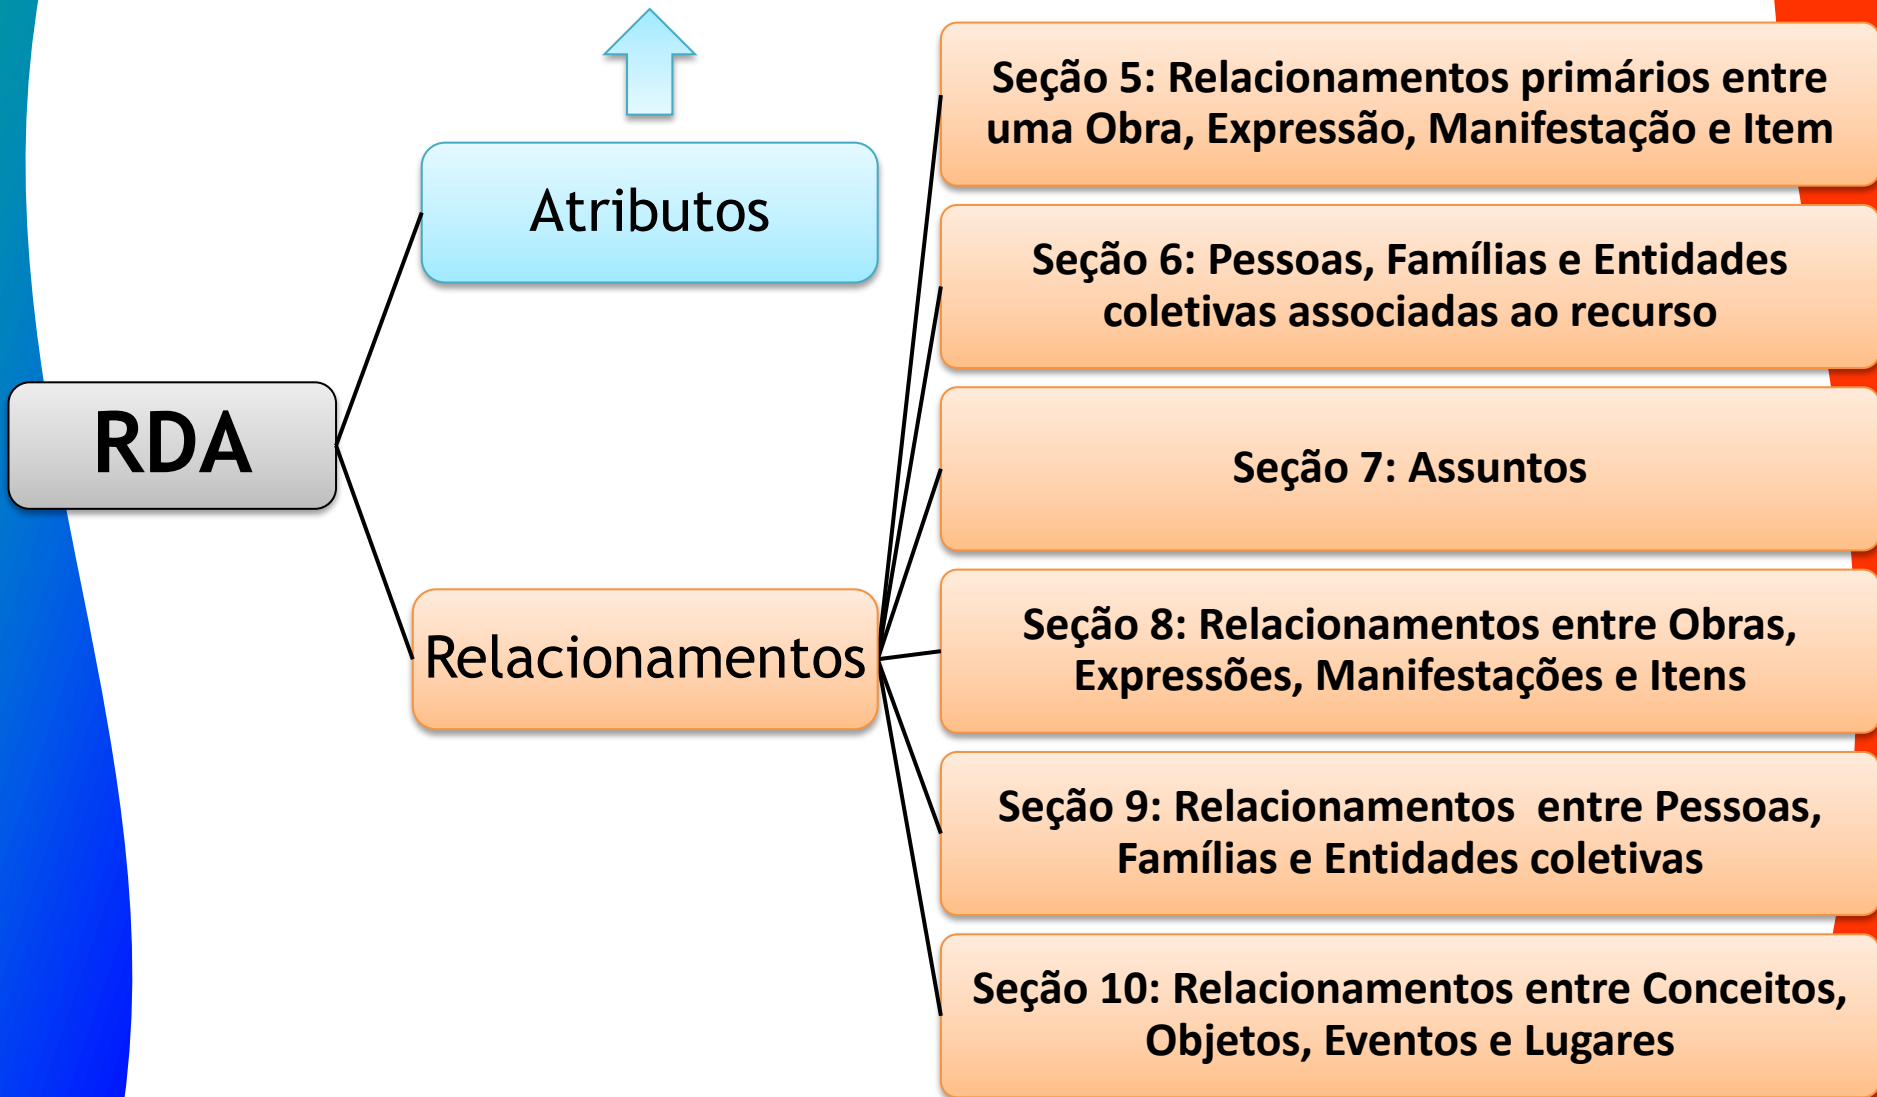 RDA
Atributos
Relacionamentos
Seção 5: Relacionamentos primários entre
uma Obra, Expressão, Manifestação e Item
Seção 6: Pessoas, Famílias e Entidades
coletivas associadas ao recurso
Seção 7: Assuntos
Seção 8: Relacionamentos entre Obras,
Expressões, Manifestações e Itens
Seção 9: Relacionamentos  entre Pessoas,
Famílias e Entidades coletivas
Seção 10: Relacionamentos entre Conceitos,
Objetos, Eventos e Lugares